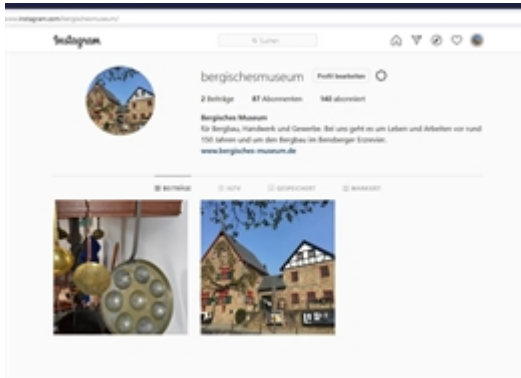 www.instagram.com/bergischesmuseum/
Instagram
Suchen
bergischesmuseum Profil bearbeiten
2 Beiträge 87 Abonnenten 140 abonniert
Bergisches Museum
für Bergbau, Handwerk und Gewerbe. Bei uns geht es um Leben und Arbeiten vor rund
150 Jahren und um den Bergbau im Bensberger Erzrevier.
www.bergisches-museum.de
BEITRÄGE IGTV GESPEICHERT MARKIERT